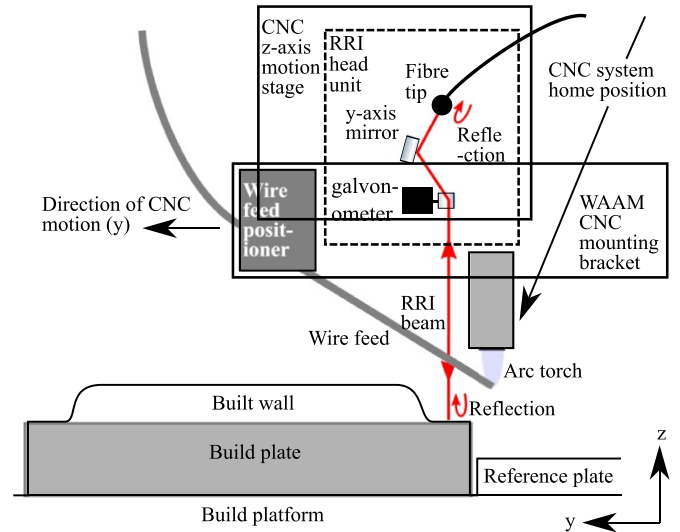 CNC
z-axis
motion
stage
RRI
head
unit
Fibre
tip
y-axis
mirror
Refle
-ction
CNC system
home position
Wire
feed
posit-
ioner
galvon-
ometer
WAAM
CNC
mounting
bracket
Direction of CNC
motion (y)
RRI
beam
Wire feed
Arc torch
Built wall
Reflection
Build plate
Reference plate
Build platform
z
y